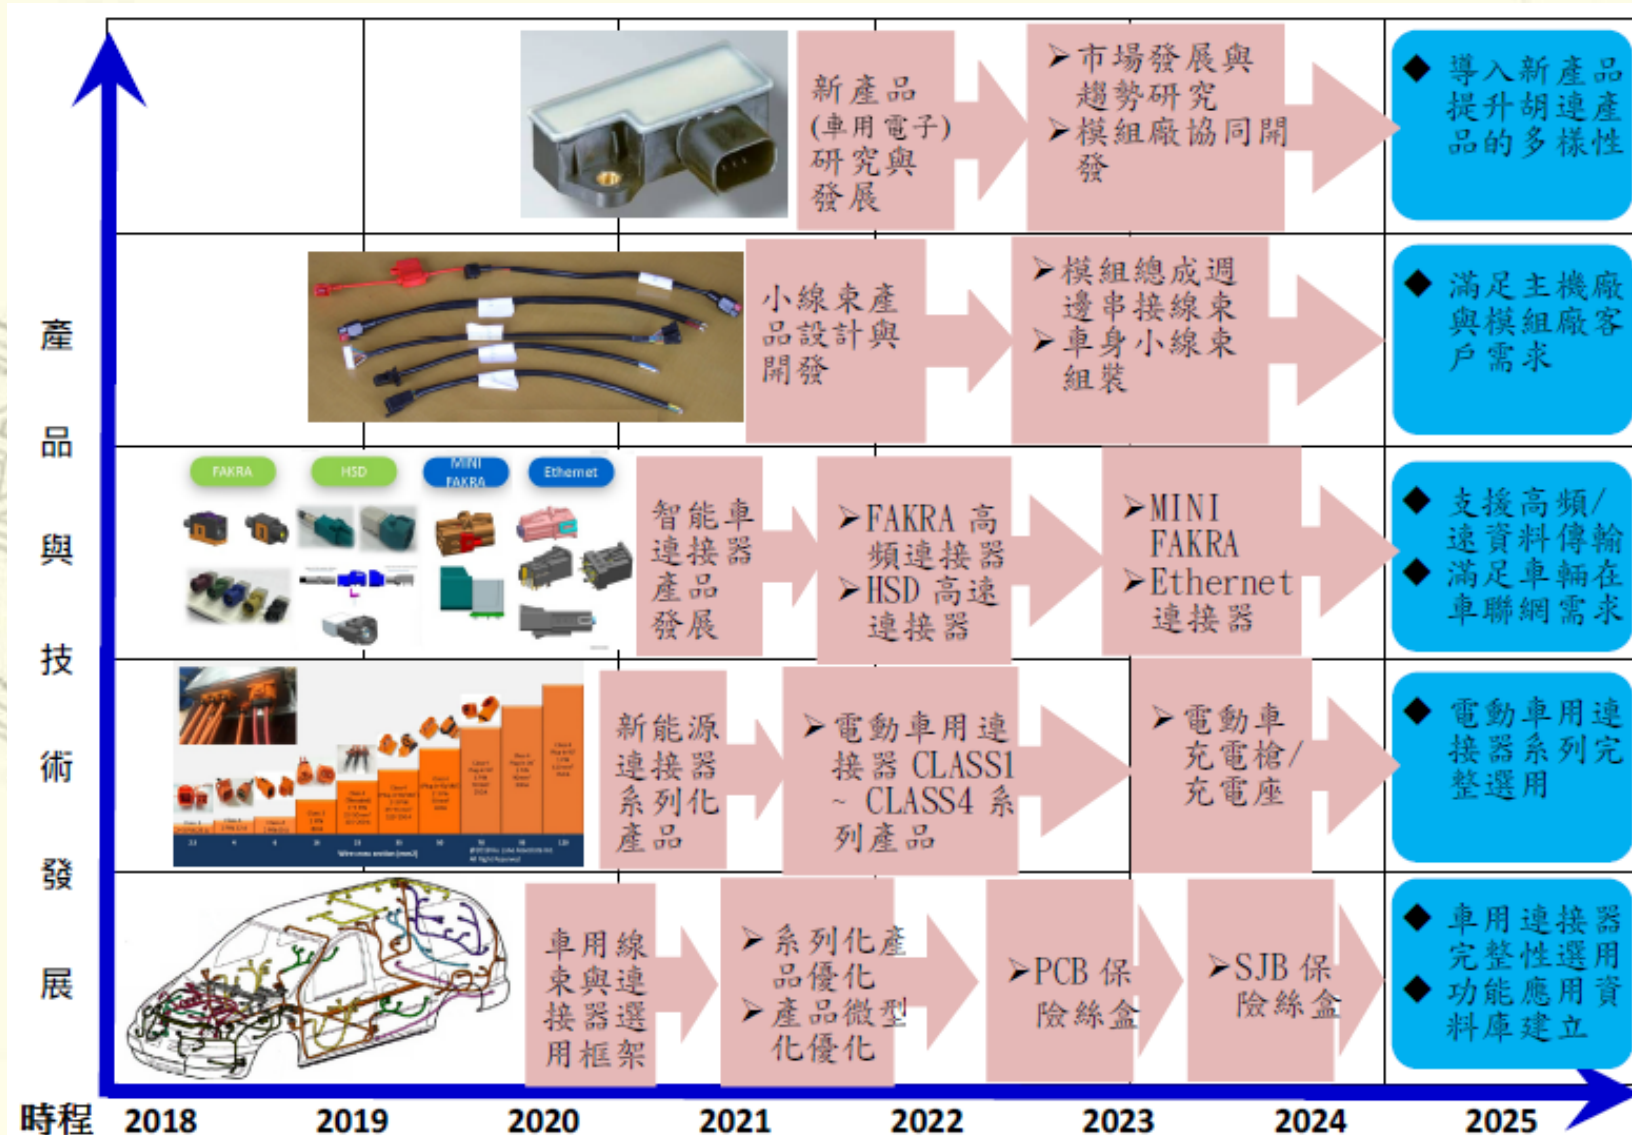 新產品
(車用電子)
研究與
發展
➤市場發展與
趨勢研究
➤模組廠協同開
發
◆ 導入新產品
提升胡連產
品的多樣性
小線束產
品設計與
開發
➤模組總成週
邊串接線束
➤車身小線束
組裝
◆ 滿足主機廠
與模組廠客
戶需求
FAKRA
HSD
MINI
FAKRA
Ethernet
智能車
連接器
產品
發展
➤FAKRA 高
頻連接器
➤HSD 高速
連接器
➤MINI
FAKRA
➤Ethernet
連接器
◆ 支援高頻/
速資料傳輸
◆ 滿足車輛在
車聯網需求
新能源
連接器
系列化
產品
➤電動車用連
接器 CLASS1
~ CLASS4 系
列產品
➤電動車
充電槍/
充電座
◆ 電動車用連
接器系列完
整選用
車用線
束與連
接器選
用框架
➤系列化產
品優化
➤產品微型
化優化
➤PCB 保
險絲盒
➤SJB 保
險絲盒
◆ 車用連接器
完整性選用
◆ 功能應用資
料庫建立
產
品
與
技
術
發
展
時程 2018 2019 2020 2021 2022 2023 2024 2025